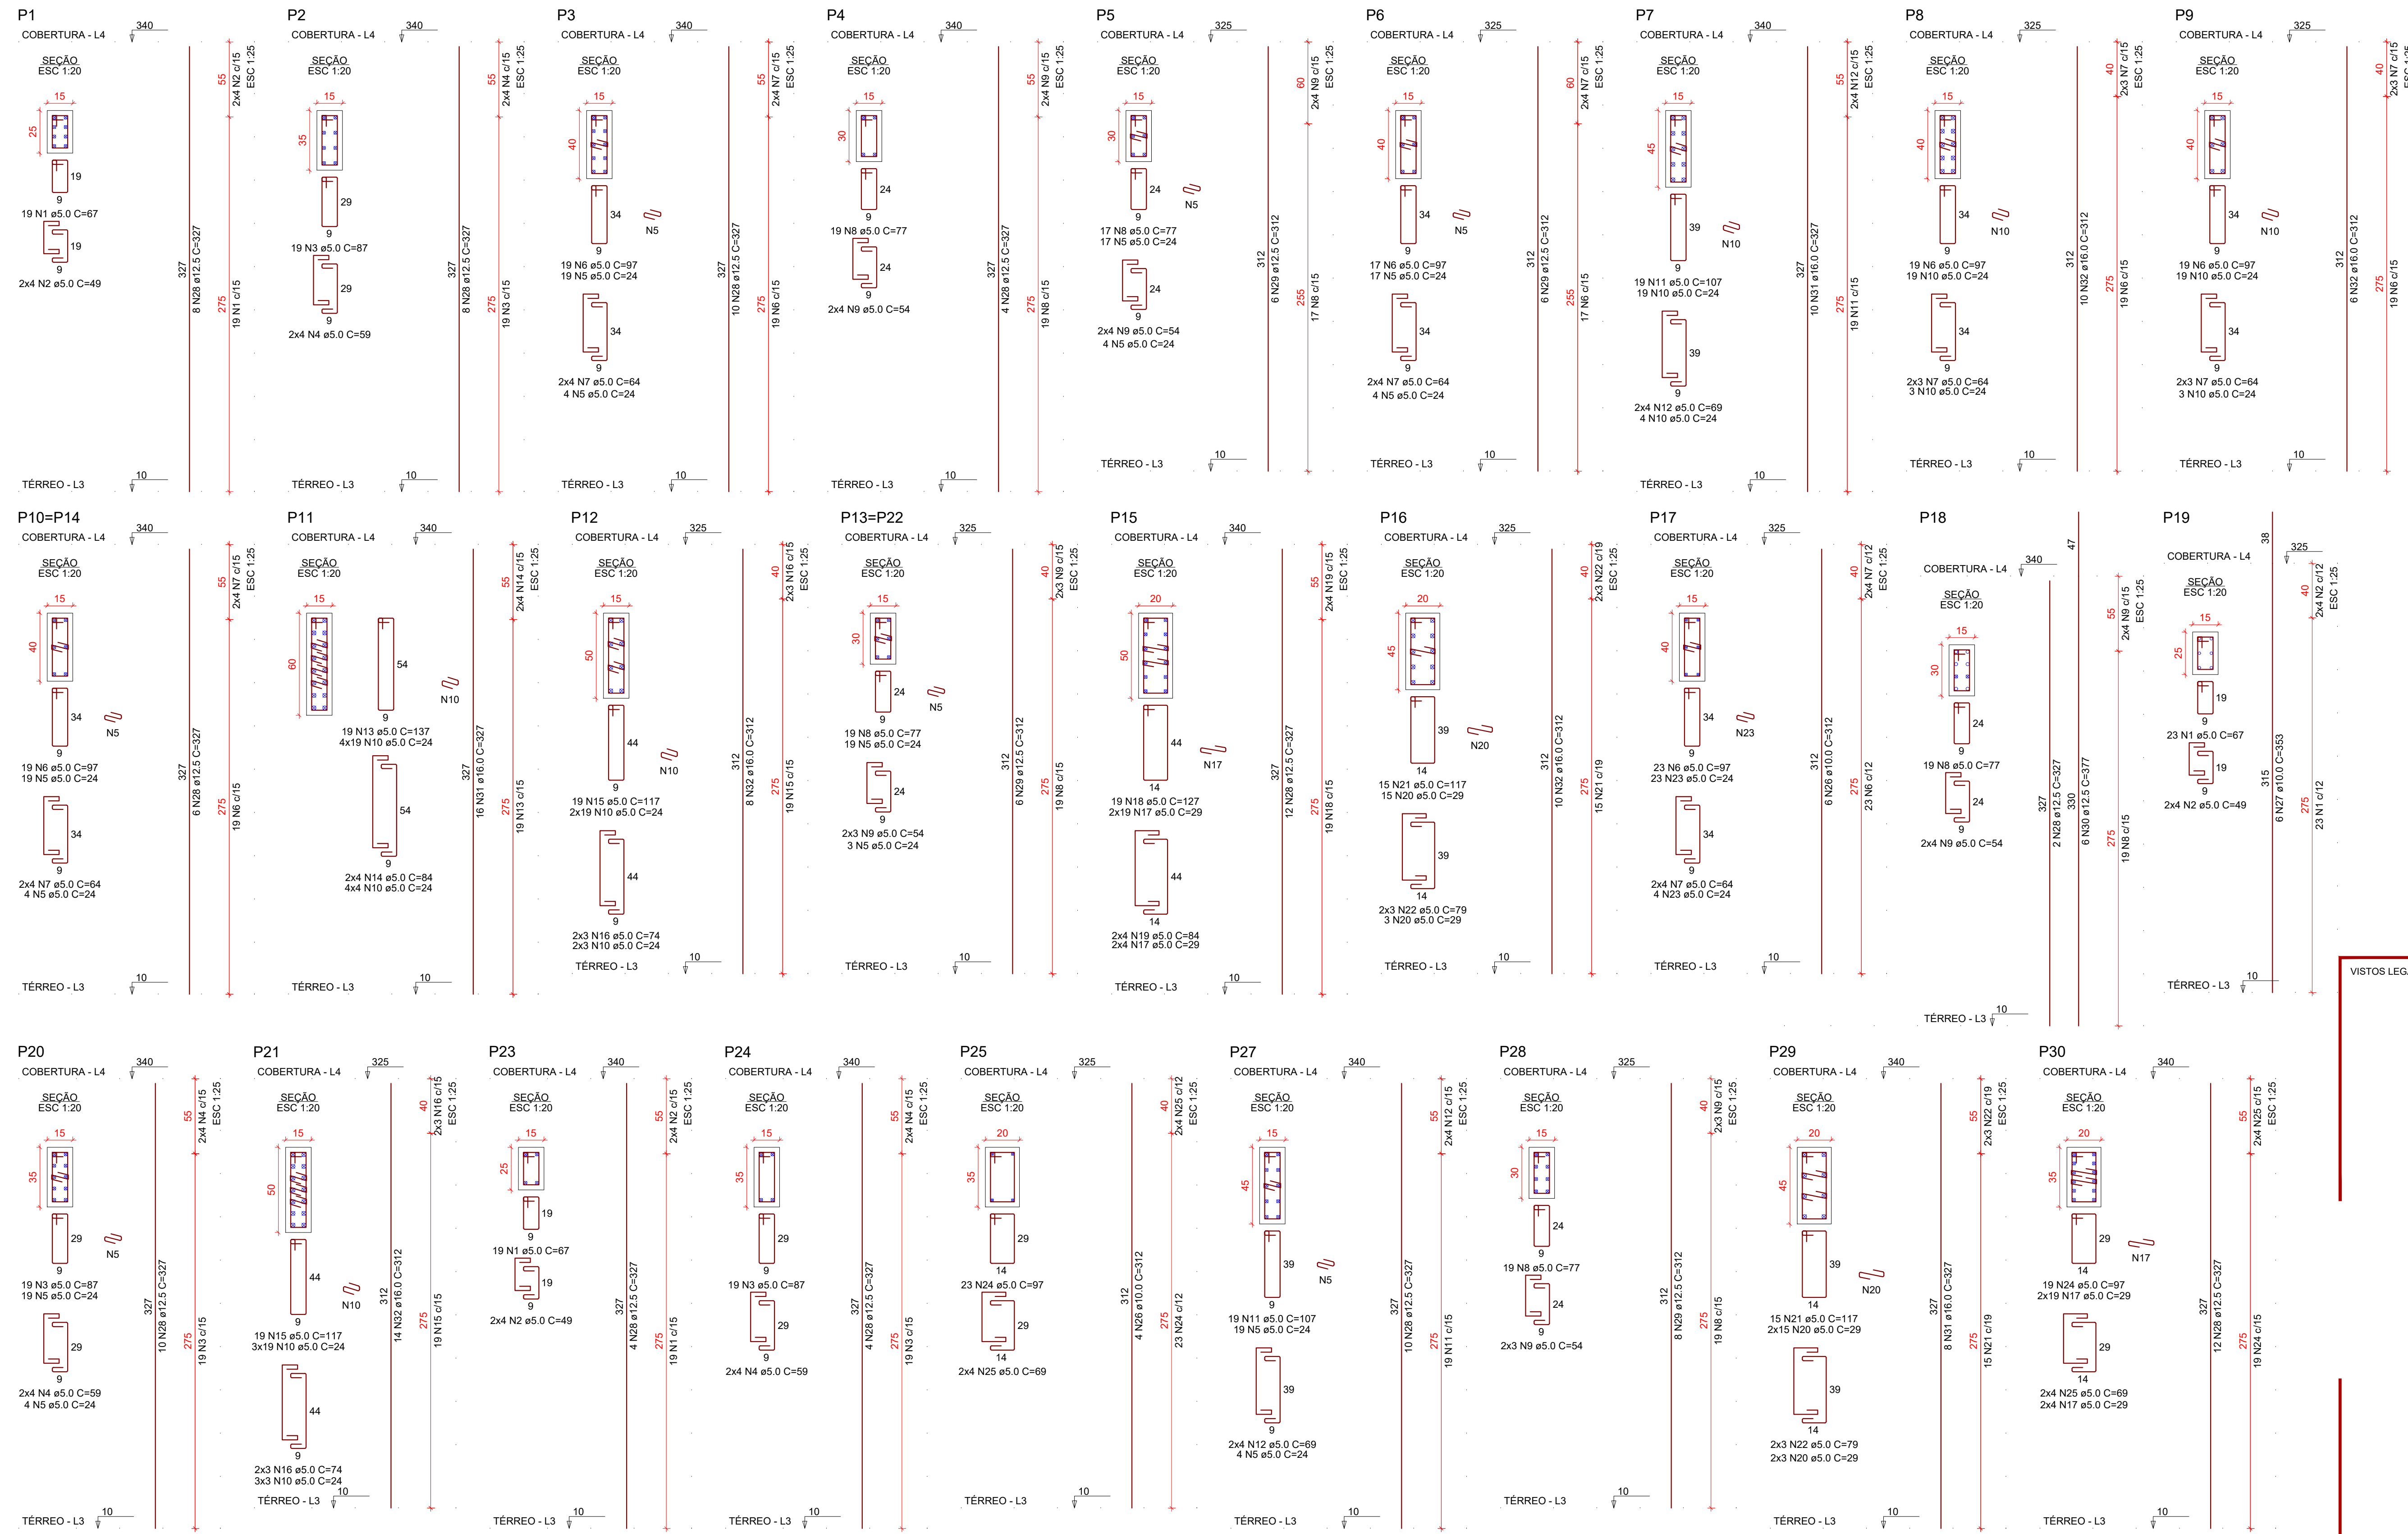 P1
340
COBERTURA - L4
SEÇÃO
ESC 1:20
15
25
19
9
19 N1 ø5.0 C=67
19
9
2x4 N2 ø5.0 C=49
327
8 N28 ø12.5 C=327
55
2x4 N2 c/15
ESC 1:25
275
19 N1 c/15
10
TÉRREO - L3
P2
340
COBERTURA - L4
SEÇÃO
ESC 1:20
15
35
29
9
19 N3 ø5.0 C=87
29
9
2x4 N4 ø5.0 C=59
327
8 N28 ø12.5 C=327
55
2x4 N4 c/15
ESC 1:25
275
19 N3 c/15
10
TÉRREO - L3
P3
340
COBERTURA - L4
SEÇÃO
ESC 1:20
15
40
34
N5
9
19 N6 ø5.0 C=97
19 N5 ø5.0 C=24
34
9
2x4 N7 ø5.0 C=64
4 N5 ø5.0 C=24
327
10 N28 ø12.5 C=327
55
2x4 N7 c/15
ESC 1:25
275
19 N6 c/15
10
TÉRREO - L3
P4
340
COBERTURA - L4
SEÇÃO
ESC 1:20
15
30
24
9
19 N8 ø5.0 C=77
24
9
2x4 N9 ø5.0 C=54
327
4 N28 ø12.5 C=327
55
2x4 N9 c/15
ESC 1:25
275
19 N8 c/15
10
TÉRREO - L3
P5
325
COBERTURA - L4
SEÇÃO
ESC 1:20
15
30
24
N5
9
17 N8 ø5.0 C=77
17 N5 ø5.0 C=24
24
9
2x4 N9 ø5.0 C=54
4 N5 ø5.0 C=24
312
6 N29 ø12.5 C=312
60
2x4 N9 c/15
ESC 1:25
255
17 N8 c/15
10
TÉRREO - L3
P6
325
COBERTURA - L4
SEÇÃO
ESC 1:20
15
40
34
N5
9
17 N6 ø5.0 C=97
17 N5 ø5.0 C=24
34
9
2x4 N7 ø5.0 C=64
4 N5 ø5.0 C=24
312
6 N29 ø12.5 C=312
60
2x4 N7 c/15
ESC 1:25
255
17 N6 c/15
10
TÉRREO - L3
P7
340
COBERTURA - L4
SEÇÃO
ESC 1:20
15
45
39
N10
9
19 N11 ø5.0 C=107
19 N10 ø5.0 C=24
39
9
2x4 N12 ø5.0 C=69
4 N10 ø5.0 C=24
327
10 N31 ø16.0 C=327
55
2x4 N12 c/15
ESC 1:25
275
19 N11 c/15
10
TÉRREO - L3
P8
325
COBERTURA - L4
SEÇÃO
ESC 1:20
15
40
34
N10
9
19 N6 ø5.0 C=97
19 N10 ø5.0 C=24
34
9
2x3 N7 ø5.0 C=64
3 N10 ø5.0 C=24
312
10 N32 ø16.0 C=312
40
2x3 N7 c/15
ESC 1:25
275
19 N6 c/15
10
TÉRREO - L3
P9
325
COBERTURA - L4
SEÇÃO
ESC 1:20
15
40
34
N10
9
19 N6 ø5.0 C=97
19 N10 ø5.0 C=24
34
9
2x3 N7 ø5.0 C=64
3 N10 ø5.0 C=24
312
6 N32 ø16.0 C=312
40
2x3 N7 c/15
275
19 N6 c/15
10
TÉRREO - L3
P10=P14
340
COBERTURA - L4
SEÇÃO
ESC 1:20
15
40
34
N5
9
19 N6 ø5.0 C=97
19 N5 ø5.0 C=24
34
9
2x4 N7 ø5.0 C=64
4 N5 ø5.0 C=24
327
6 N28 ø12.5 C=327
55
2x4 N7 c/15
ESC 1:25
275
19 N6 c/15
10
TÉRREO - L3
P11
340
COBERTURA - L4
SEÇÃO
ESC 1:20
15
60
54
N10
9
19 N13 ø5.0 C=137
4x19 N10 ø5.0 C=24
54
9
2x4 N14 ø5.0 C=84
4x4 N10 ø5.0 C=24
327
16 N31 ø16.0 C=327
55
2x4 N14 c/15
ESC 1:25
275
19 N13 c/15
10
TÉRREO - L3
P12
325
COBERTURA - L4
SEÇÃO
ESC 1:20
15
50
44
N10
9
19 N15 ø5.0 C=117
2x19 N10 ø5.0 C=24
44
9
2x3 N16 ø5.0 C=74
2x3 N10 ø5.0 C=24
312
8 N32 ø16.0 C=312
40
2x3 N16 c/15
ESC 1:25
275
19 N15 c/15
10
TÉRREO - L3
P13=P22
325
COBERTURA - L4
SEÇÃO
ESC 1:20
15
30
24
N5
9
19 N8 ø5.0 C=77
19 N5 ø5.0 C=24
24
9
2x3 N9 ø5.0 C=54
3 N5 ø5.0 C=24
312
6 N29 ø12.5 C=312
40
2x3 N9 c/15
ESC 1:25
275
19 N8 c/15
10
TÉRREO - L3
P15
340
COBERTURA - L4
SEÇÃO
ESC 1:20
20
50
44
N17
14
19 N18 ø5.0 C=127
2x19 N17 ø5.0 C=29
44
14
2x4 N19 ø5.0 C=84
2x4 N17 ø5.0 C=29
327
12 N28 ø12.5 C=327
55
2x4 N19 c/15
ESC 1:25
275
19 N18 c/15
10
TÉRREO - L3
P16
325
COBERTURA - L4
SEÇÃO
ESC 1:20
20
45
39
N20
14
15 N21 ø5.0 C=117
15 N20 ø5.0 C=29
39
14
2x3 N22 ø5.0 C=79
3 N20 ø5.0 C=29
312
10 N32 ø16.0 C=312
40
2x3 N22 c/19
ESC 1:25
275
15 N21 c/19
10
TÉRREO - L3
P17
325
COBERTURA - L4
SEÇÃO
ESC 1:20
15
40
34
N23
9
23 N6 ø5.0 C=97
23 N23 ø5.0 C=24
34
9
2x4 N7 ø5.0 C=64
4 N23 ø5.0 C=24
312
6 N26 ø10.0 C=312
40
2x4 N7 c/12
ESC 1:25
275
23 N6 c/12
10
TÉRREO - L3
P18
340
COBERTURA - L4
SEÇÃO
ESC 1:20
15
30
24
9
19 N8 ø5.0 C=77
24
9
2x4 N9 ø5.0 C=54
327
2 N28 ø12.5 C=327
47
330
6 N30 ø12.5 C=377
55
2x4 N9 c/15
ESC 1:25
275
19 N8 c/15
10
TÉRREO - L3
P19
325
COBERTURA - L4
SEÇÃO
ESC 1:20
15
25
19
9
23 N1 ø5.0 C=67
19
9
2x4 N2 ø5.0 C=49
38
315
6 N27 ø10.0 C=353
40
2x4 N2 c/12
ESC 1:25
275
23 N1 c/12
10
TÉRREO - L3
VISTOS LEG
P20
340
COBERTURA - L4
SEÇÃO
ESC 1:20
15
35
29
N5
9
19 N3 ø5.0 C=87
19 N5 ø5.0 C=24
29
9
2x4 N4 ø5.0 C=59
4 N5 ø5.0 C=24
327
10 N28 ø12.5 C=327
55
2x4 N4 c/15
ESC 1:25
275
19 N3 c/15
10
TÉRREO - L3
P21
325
COBERTURA - L4
SEÇÃO
ESC 1:20
15
50
44
N10
9
19 N15 ø5.0 C=117
3x19 N10 ø5.0 C=24
44
9
2x3 N16 ø5.0 C=74
3x3 N10 ø5.0 C=24
312
14 N32 ø16.0 C=312
40
2x3 N16 c/15
ESC 1:25
275
19 N15 c/15
10
TÉRREO - L3
P23
340
COBERTURA - L4
SEÇÃO
ESC 1:20
15
25
19
9
19 N1 ø5.0 C=67
19
9
2x4 N2 ø5.0 C=49
327
4 N28 ø12.5 C=327
55
2x4 N2 c/15
ESC 1:25
275
19 N1 c/15
10
TÉRREO - L3
P24
340
COBERTURA - L4
SEÇÃO
ESC 1:20
15
35
29
9
19 N3 ø5.0 C=87
29
9
2x4 N4 ø5.0 C=59
327
4 N28 ø12.5 C=327
55
2x4 N4 c/15
ESC 1:25
275
19 N3 c/15
10
TÉRREO - L3
P25
325
COBERTURA - L4
SEÇÃO
ESC 1:20
20
35
29
14
23 N24 ø5.0 C=97
29
14
2x4 N25 ø5.0 C=69
312
4 N26 ø10.0 C=312
40
2x4 N25 c/12
ESC 1:25
275
23 N24 c/12
10
TÉRREO - L3
P27
340
COBERTURA - L4
SEÇÃO
ESC 1:20
15
45
39
N5
9
19 N11 ø5.0 C=107
19 N5 ø5.0 C=24
39
9
2x4 N12 ø5.0 C=69
4 N5 ø5.0 C=24
327
10 N28 ø12.5 C=327
55
2x4 N12 c/15
ESC 1:25
275
19 N11 c/15
10
TÉRREO - L3
P28
325
COBERTURA - L4
SEÇÃO
ESC 1:20
15
30
24
9
19 N8 ø5.0 C=77
24
9
2x3 N9 ø5.0 C=54
312
8 N29 ø12.5 C=312
40
2x3 N9 c/15
ESC 1:25
275
19 N8 c/15
10
TÉRREO - L3
P29
340
COBERTURA - L4
SEÇÃO
ESC 1:20
20
45
39
N20
14
15 N21 ø5.0 C=117
2x15 N20 ø5.0 C=29
39
14
2x3 N22 ø5.0 C=79
2x3 N20 ø5.0 C=29
327
8 N31 ø16.0 C=327
55
2x3 N22 c/19
ESC 1:25
275
15 N21 c/19
10
TÉRREO - L3
P30
340
COBERTURA - L4
SEÇÃO
ESC 1:20
20
35
29
N17
14
19 N24 ø5.0 C=97
2x19 N17 ø5.0 C=29
29
14
2x4 N25 ø5.0 C=69
2x4 N17 ø5.0 C=29
327
12 N28 ø12.5 C=327
55
2x4 N25 c/15
ESC 1:25
275
19 N24 c/15
10
TÉRREO - L3